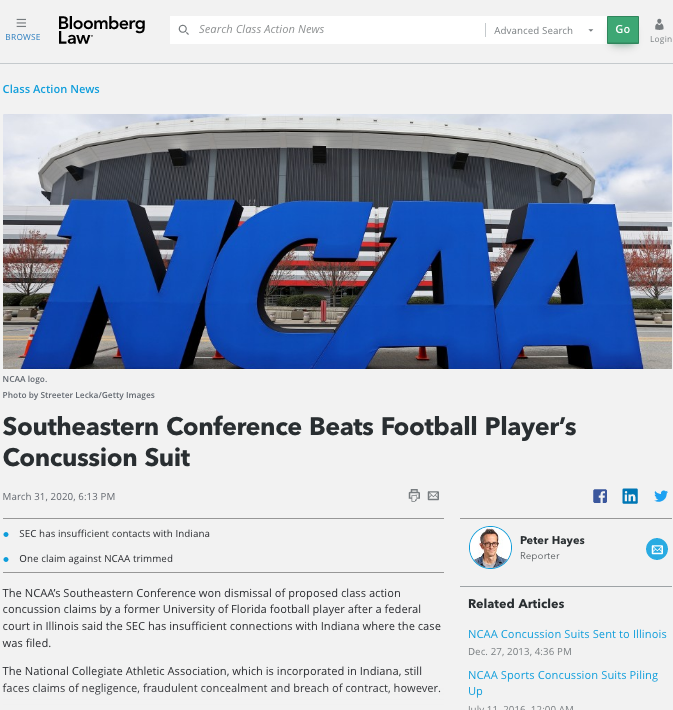 BROWSE
Bloomberg
Law
Search Class Action News
Advanced Search
Go
Login
Class Action News
NCAA
NCAA logo.
Photo by Streeter Lecka/Getty Images
Southeastern Conference Beats Football Player's
Concussion Suit
March 31, 2020, 6:13 PM
SEC has insufficient contacts with Indiana
One claim against NCAA trimmed
The NCAA's Southeastern Conference won dismissal of proposed class action
concussion claims by a former University of Florida football player after a federal
court in Illinois said the SEC has insufficient connections with Indiana where the case
was filed.
The National Collegiate Athletic Association, which is incorporated in Indiana, still
faces claims of negligence, fraudulent concealment and breach of contract, however.
Peter Hayes
Reporter
Related Articles
NCAA Concussion Suits Sent to Illinois
Dec. 27, 2013, 4:36 PM
NCAA Sports Concussion Suits Piling
Up
July 11, 2016, 12:00 AM